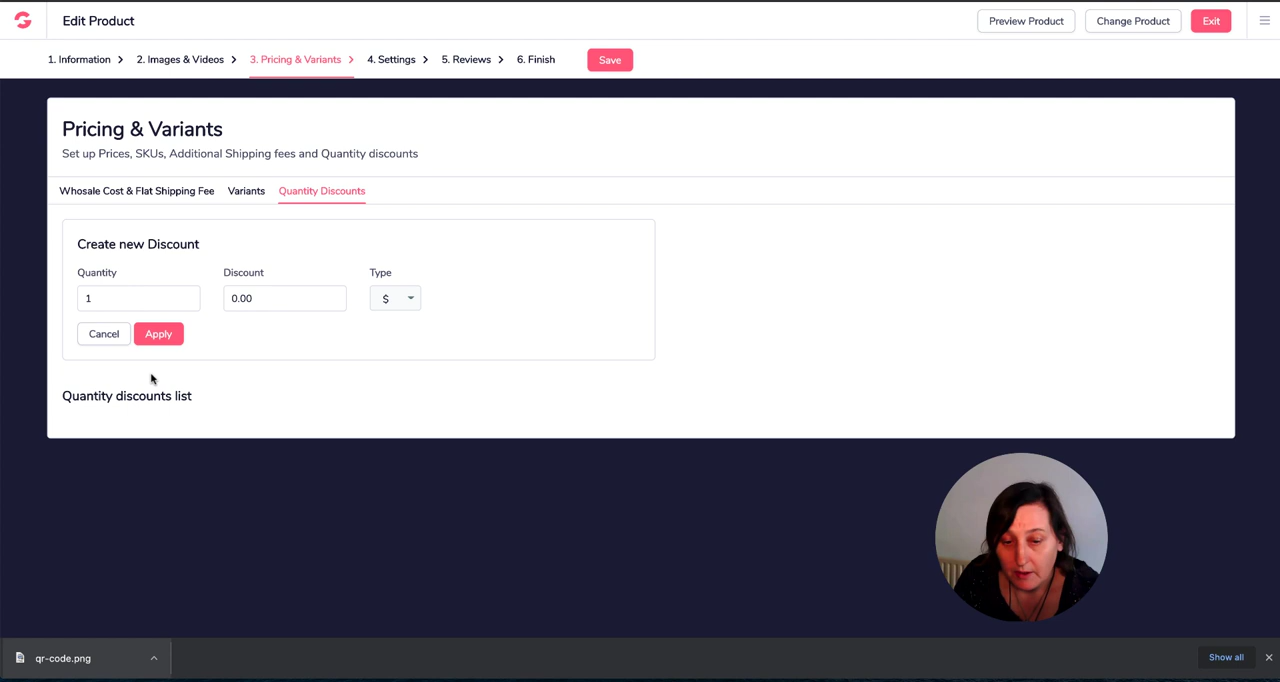 Edit Product
Preview Product
Change Product
Exit
1. Information
2. Images & Videos
3. Pricing & Variants
4. Settings
5. Reviews
6. Finish
Save
Pricing & Variants
Set up Prices, SKUs, Additional Shipping fees and Quantity discounts
Whosale Cost & Flat Shipping Fee
Variants
Quantity Discounts
Create new Discount
Quantity
Discount
Type
1
0.00
$
Cancel
Apply
Quantity discounts list
qr-code.png
Show all